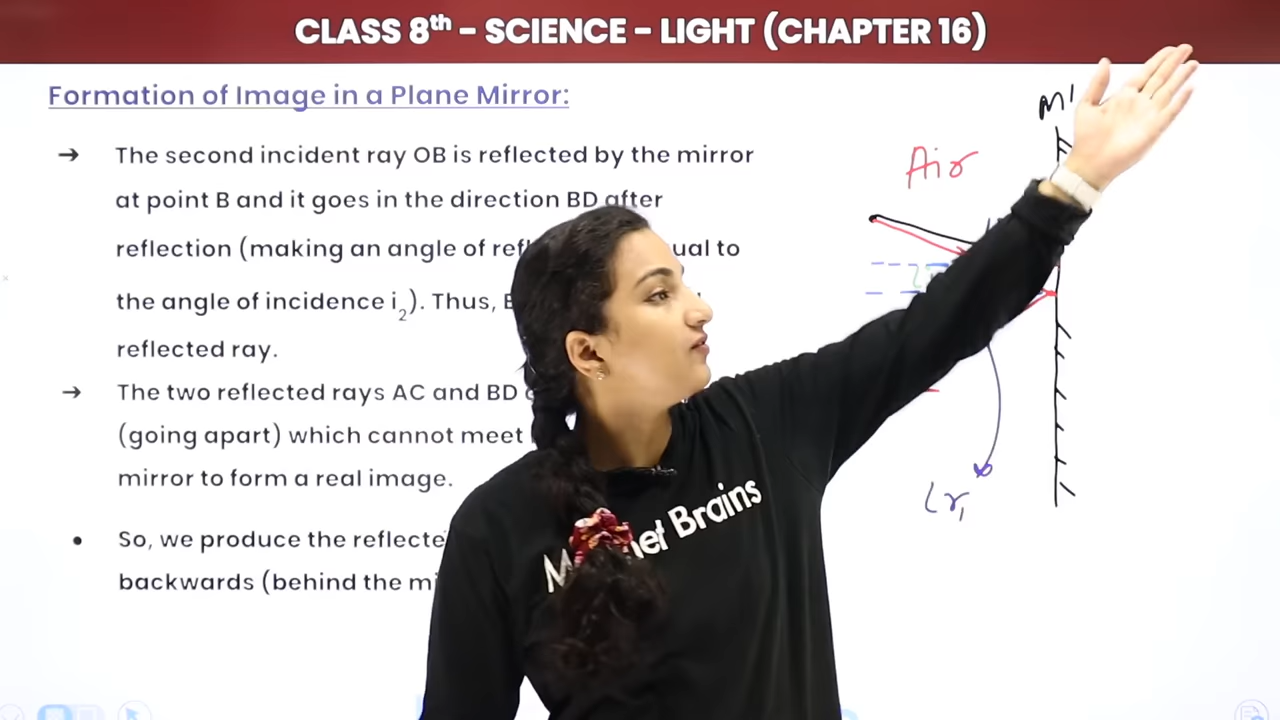 CLASS 8th - SCIENCE - LIGHT (CHAPTER 16)
Formation of Image in a Plane Mirror:
→ The second incident ray OB is reflected by the mirror
at point B and it goes in the direction BD after
reflection (making an angle of ual to
the angle of incidence i₂). Thus,
reflected ray.
→ The two reflected rays AC and BD
(going apart) which cannot meet
mirror to form a real image.
• So, we produce the reflecte
backwards (behind the
M'
Air
∠r₁
M net Brains